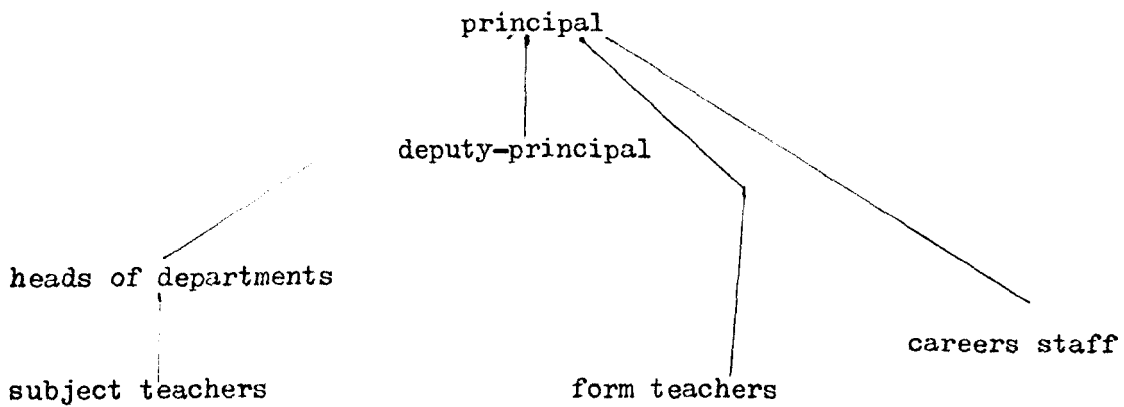 principal
deputy-principal
heads of departments
careers staff
subject teachers
form teachers